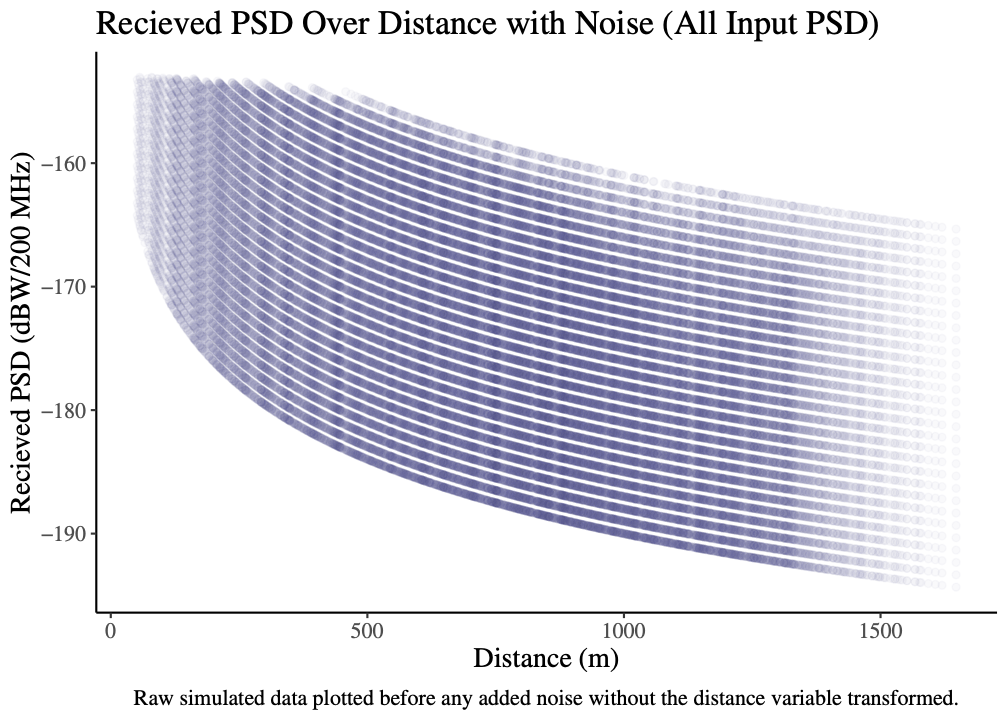 Recieved PSD Over Distance with Noise (All Input PSD)
Recieved PSD (dBW/200 MHz)
−160
−170
−180
−190
0 500 1000 1500
Distance (m)
Raw simulated data plotted before any added noise without the distance variable transformed.